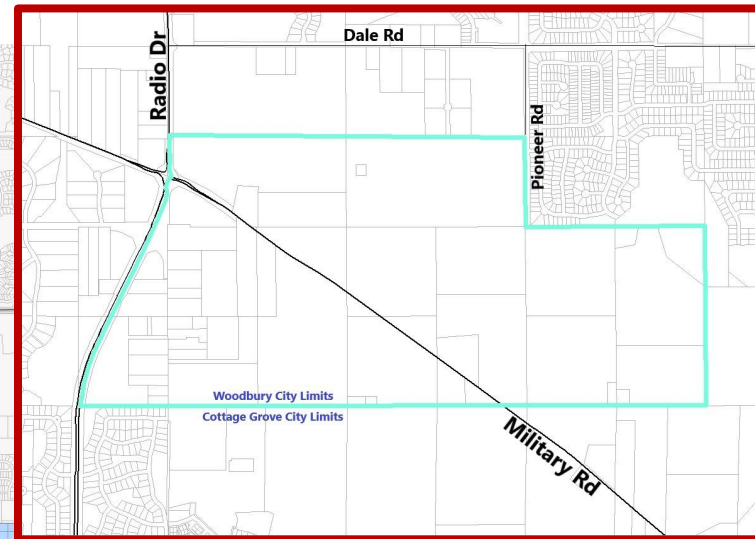 Dale Rd
Radio Dr
Pioneer Rd
Woodbury City Limits
Cottage Grove City Limits
Military Rd